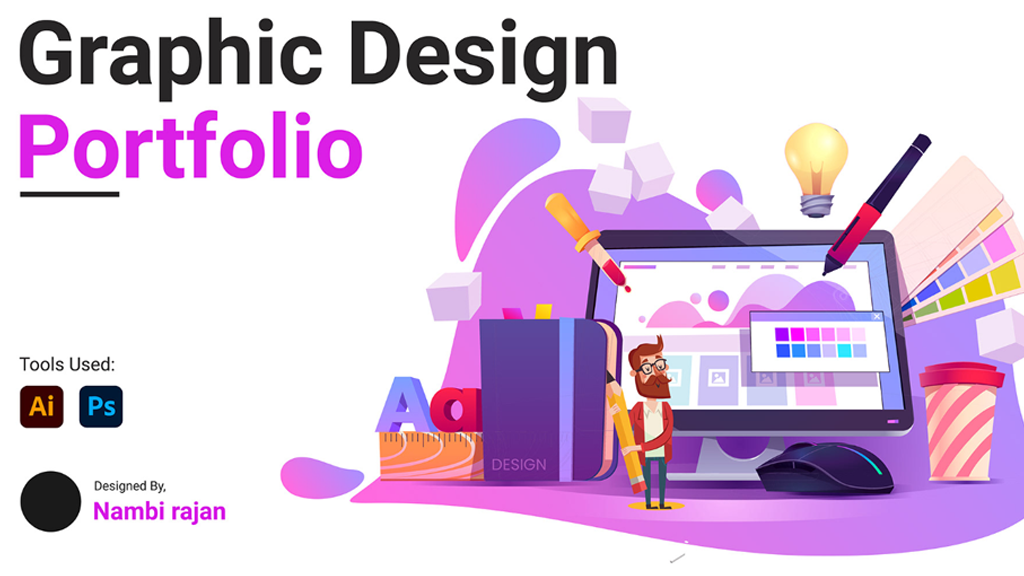 Graphic Design
Portfolio
Tools Used:
Ai Ps
Designed By,
Nambi rajan
Aa
DESIGN